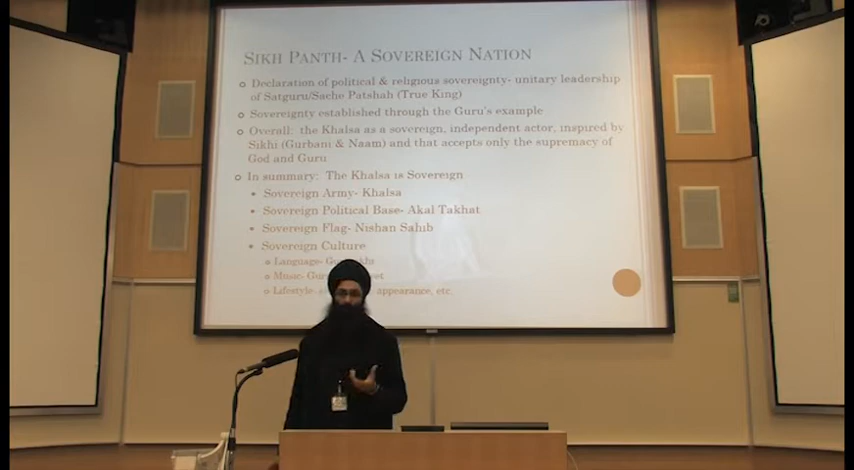 SIKH PANTH- A SOVEREIGN NATION
Declaration of political & religious sovereignty- unitary leadership
of Satguru/Sache Patshah (True King)
Sovereignty established through the Guru's example
Overall: the Khalsa as a sovereign, independent actor, inspired by
Sikhi (Gurbani & Naam) and that accepts only the supremacy of
God and Guru
In summary: The Khalsa is Sovereign
Sovereign Army- Khalsa
Sovereign Political Base- Akal Takhat
Sovereign Flag- Nishan Sahib
Sovereign Culture
Language-
Music-
Lifestyle- appearance, etc.